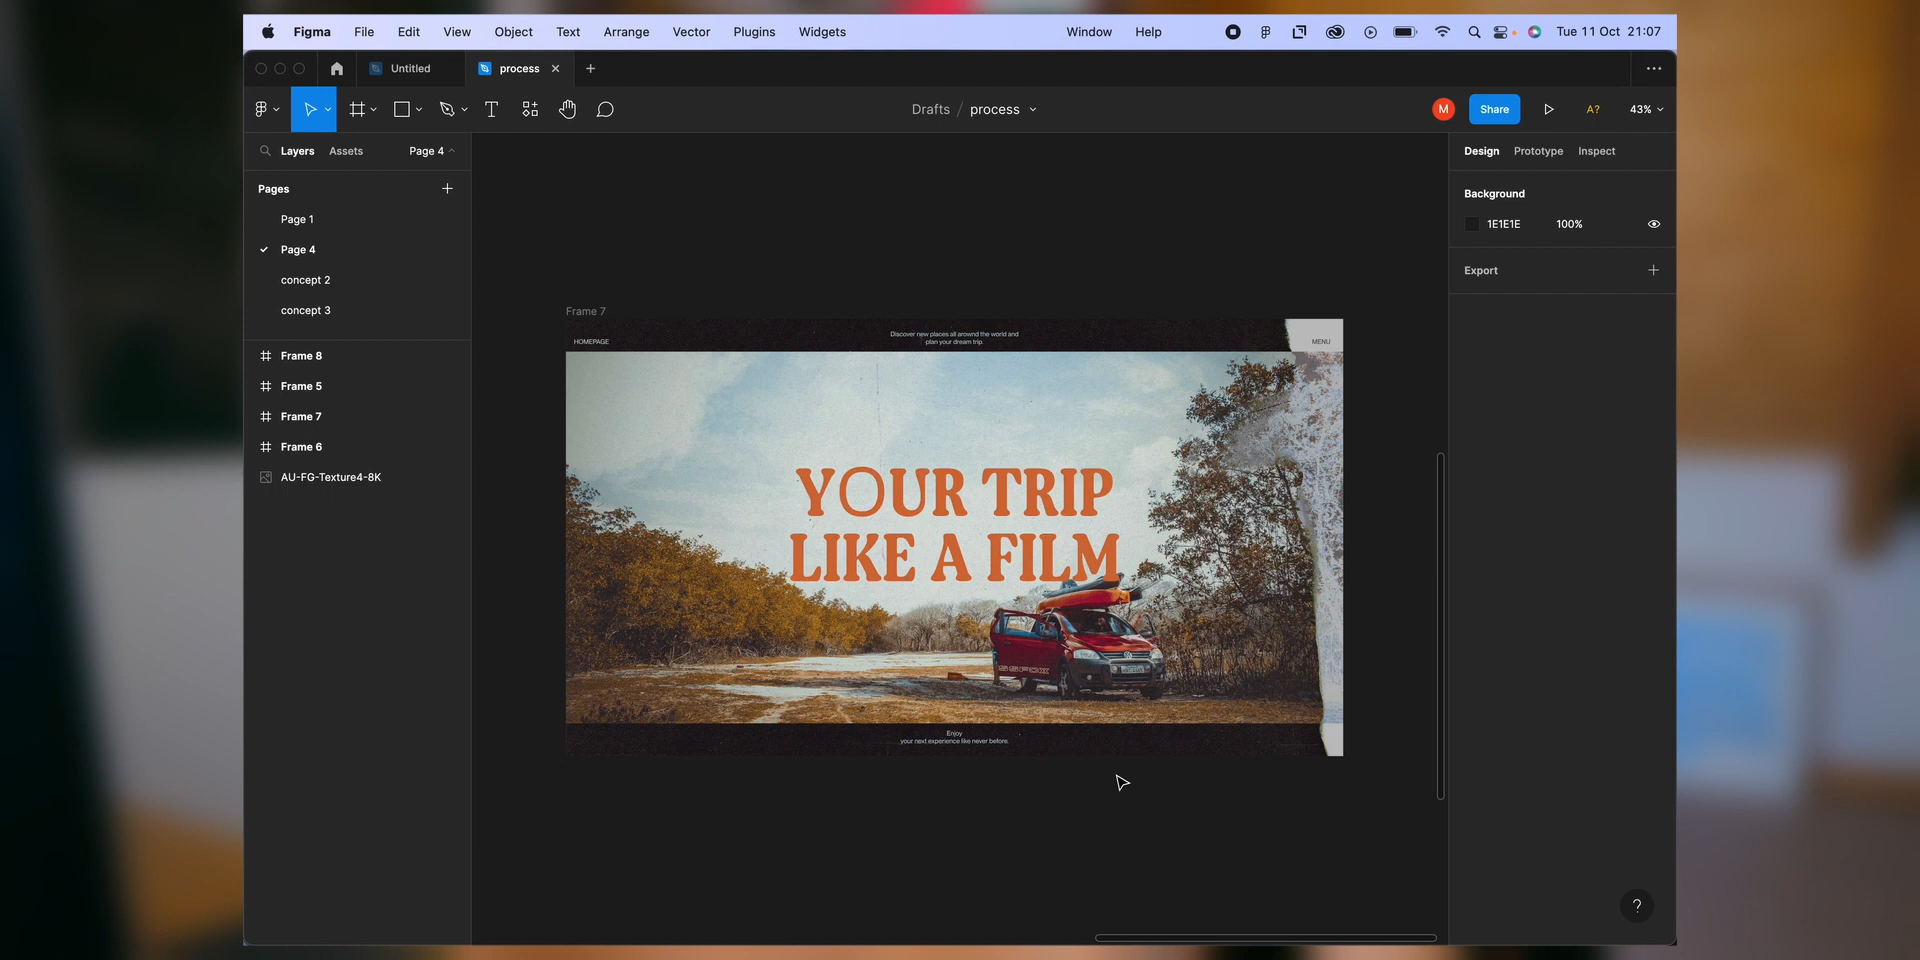 Figma File Edit View Object Text Arrange Vector Plugins Widgets Window Help Tue 11 Oct 21:07
Untitled process
Drafts / process M Share A? 43%
Layers Assets Page 4
Pages
Page 1
Page 4
concept 2
concept 3
Frame 8
Frame 5
Frame 7
Frame 6
AU-FG-Texture4-8K
Frame 7
Discover new places all arownd the world and
plan your dream trip.
HOMEPAGE
MENU
YOUR TRIP
LIKE A FILM
Enjoy
your next experience like never before.
Design Prototype Inspect
Background
1E1E1E 100%
Export
?